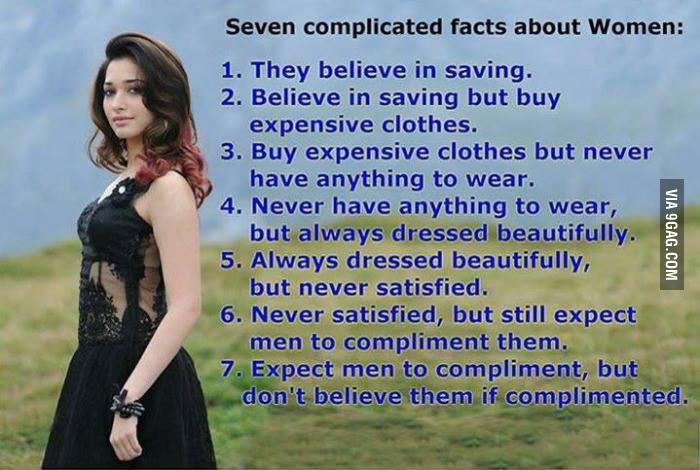 Seven complicated facts about Women:
1. They believe in saving.
2. Believe in saving but buy
expensive clothes.
3. Buy expensive clothes but never
have anything to wear.
4. Never have anything to wear,
but always dressed beautifully.
5. Always dressed beautifully,
but never satisfied.
6. Never satisfied, but still expect
men to compliment them.
7. Expect men to compliment, but
don't believe them if complimented.
VIA 9GAG.COM